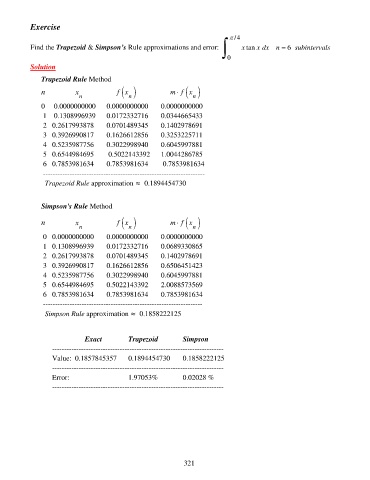 Exercise
π/4
Find the Trapezoid & Simpson's Rule approximations and error: ∫ x tan x dx n = 6 subintervals
0
Solution
Trapezoid Rule Method
n x_n f(x_n) m·f(x_n)
0 0.0000000000 0.0000000000 0.0000000000
1 0.1308996939 0.0172332716 0.0344665433
2 0.2617993878 0.0701489345 0.1402978691
3 0.3926990817 0.1626612856 0.3253225711
4 0.5235987756 0.3022998940 0.6045997881
5 0.6544984695 0.5022143392 1.0044286785
6 0.7853981634 0.7853981634 0.7853981634
Trapezoid Rule approximation ≈ 0.1894454730
Simpson's Rule Method
n x_n f(x_n) m·f(x_n)
0 0.0000000000 0.0000000000 0.0000000000
1 0.1308996939 0.0172332716 0.0689330865
2 0.2617993878 0.0701489345 0.1402978691
3 0.3926990817 0.1626612856 0.6506451423
4 0.5235987756 0.3022998940 0.6045997881
5 0.6544984695 0.5022143392 2.0088573569
6 0.7853981634 0.7853981634 0.7853981634
Simpson Rule approximation ≈ 0.1858222125
Exact Trapezoid Simpson
Value: 0.1857845357 0.1894454730 0.1858222125
Error: 1.97053% 0.02028 %
321